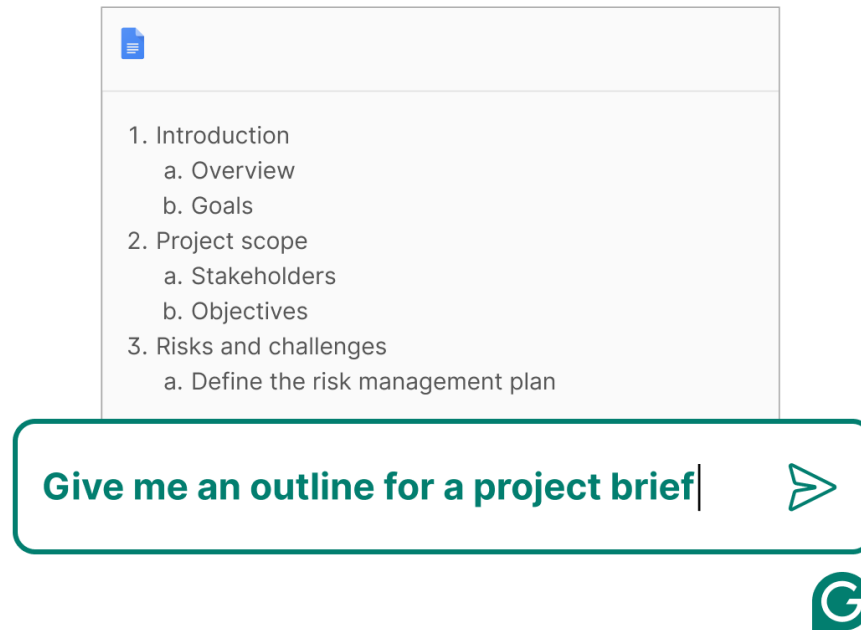 1. Introduction
a. Overview
b. Goals
2. Project scope
a. Stakeholders
b. Objectives
3. Risks and challenges
a. Define the risk management plan
Give me an outline for a project brief
G